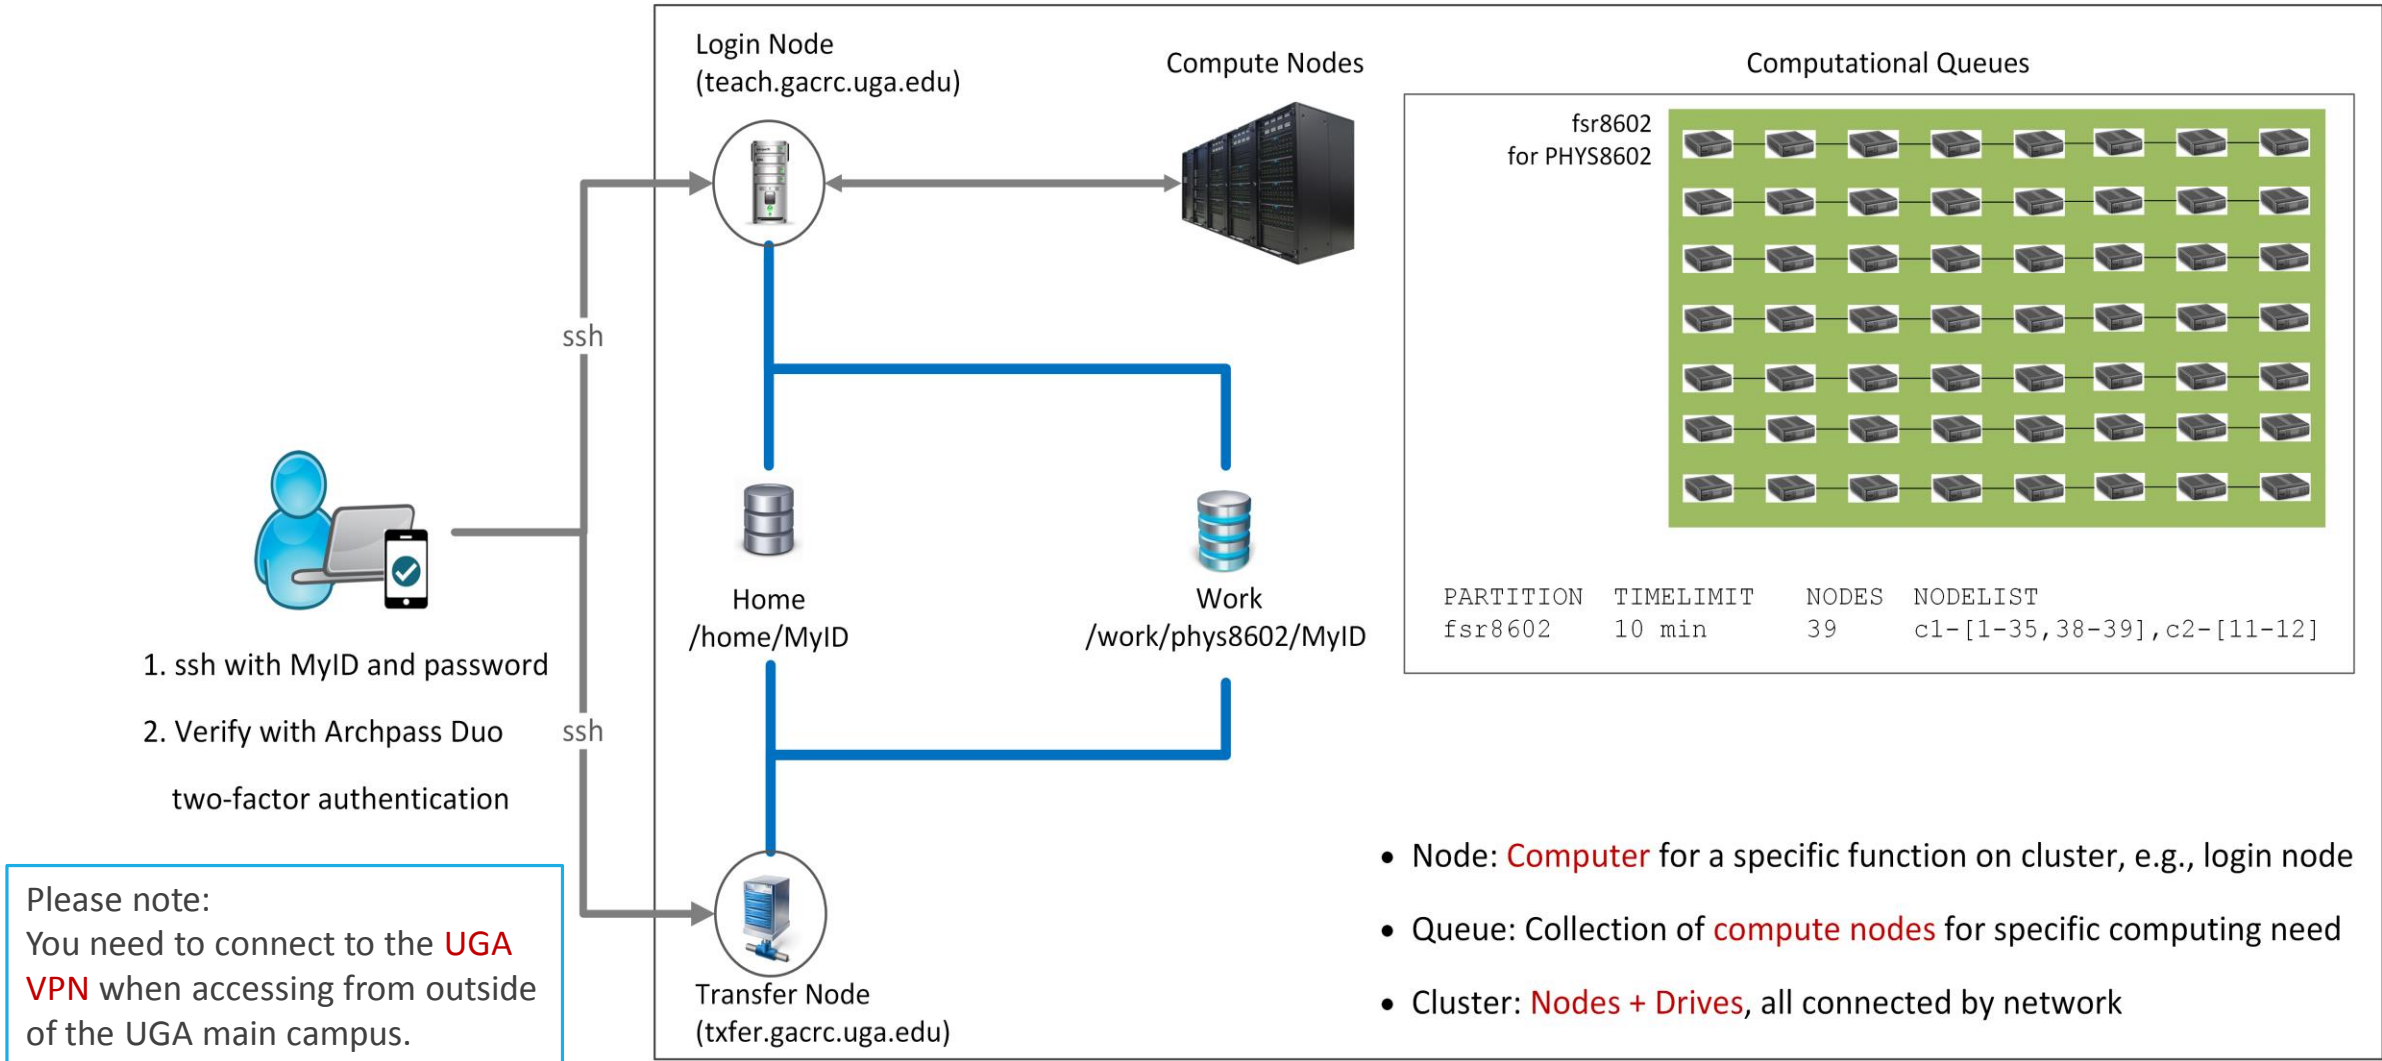 Login Node
(teach.gacrc.uga.edu)
Compute Nodes
Computational Queues
fsr8602
for PHYS8602
ssh
Home
/home/MyID
Work
/work/phys8602/MyID
PARTITION TIMELIMIT NODES NODELIST
fsr8602 10 min 39 c1-[1-35,38-39],c2-[11-12]
1. ssh with MyID and password
2. Verify with Archpass Duo
two-factor authentication
ssh
Please note:
You need to connect to the UGA
VPN when accessing from outside
of the UGA main campus.
Transfer Node
(txfer.gacrc.uga.edu)
• Node: Computer for a specific function on cluster, e.g., login node
• Queue: Collection of compute nodes for specific computing need
• Cluster: Nodes + Drives, all connected by network